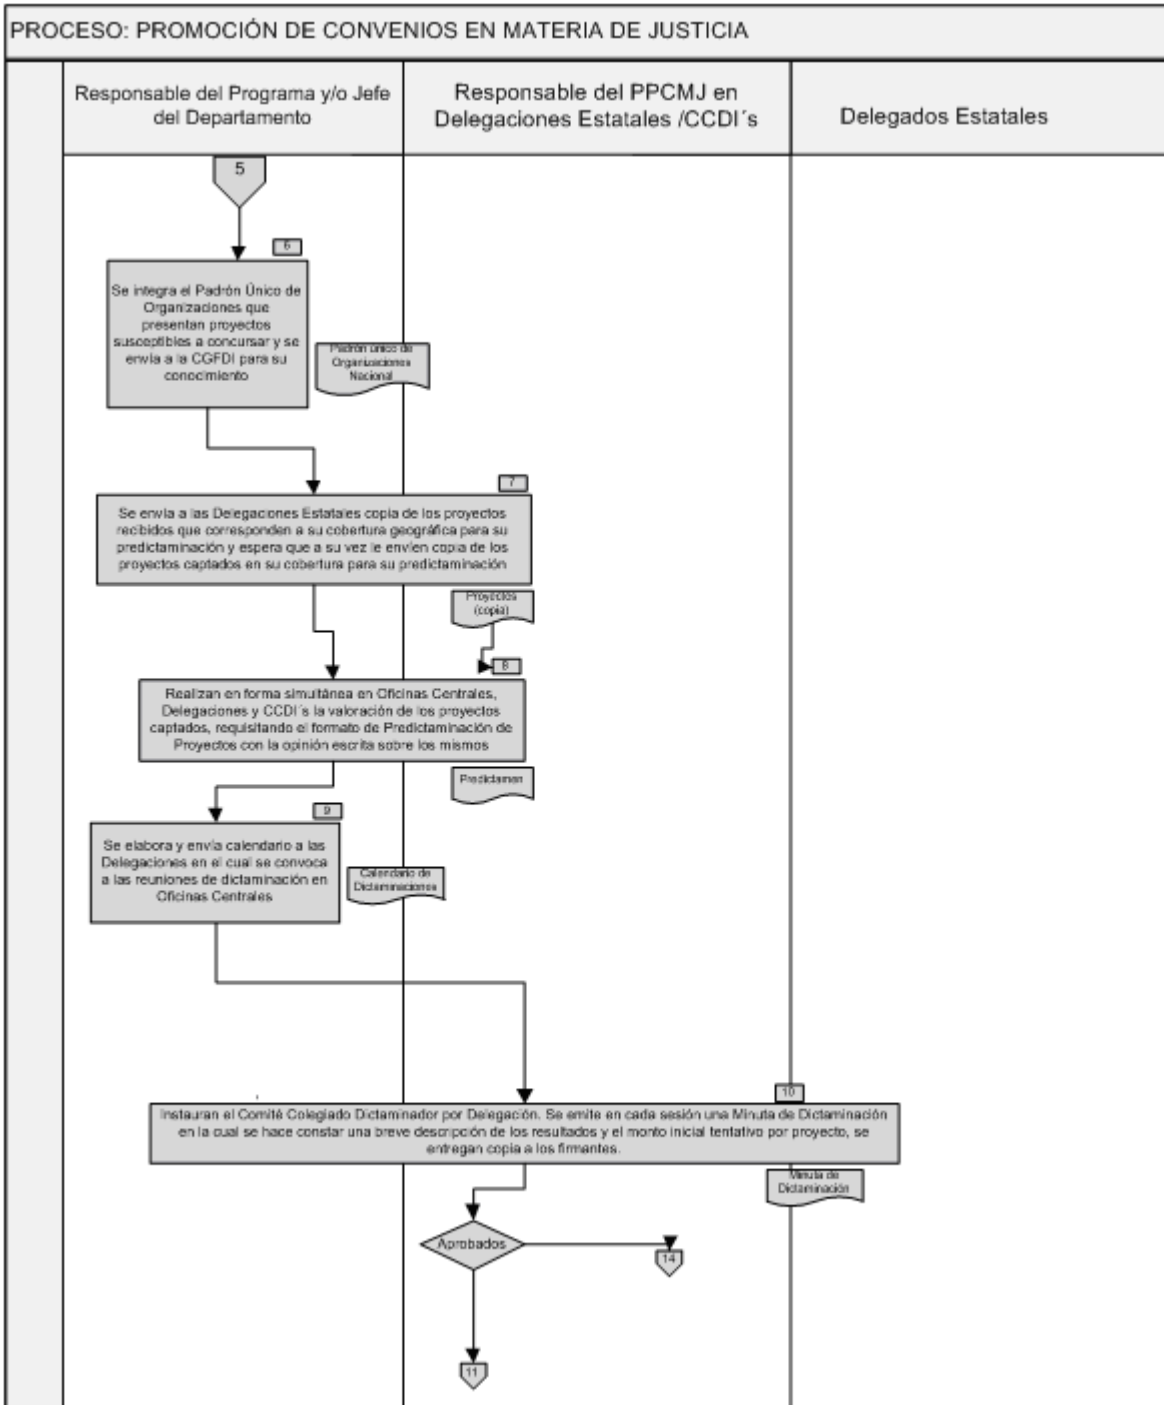 PROCESO: PROMOCIÓN DE CONVENIOS EN MATERIA DE JUSTICIA
Responsable del Programa y/o Jefe
del Departamento
Responsable del PPCMJ en
Delegaciones Estatales /CCDI´s
Delegados Estatales
5
6
Se integra el Padrón Único de
Organizaciones que
presentan proyectos
susceptibles a concursar y se
envía a la CGFDI para su
conocimiento
Padrón único de
Organizaciones
Nacional
7
Se envía a las Delegaciones Estatales copia de los proyectos
recibidos que corresponden a su cobertura geográfica para su
predictaminación y espera que a su vez le envíen copia de los
proyectos captados en su cobertura para su predictaminación
Proyectos
(copia)
8
Realizan en forma simultánea en Oficinas Centrales,
Delegaciones y CCDI´s la valoración de los proyectos
captados, requisitando el formato de Predictaminación de
Proyectos con la opinión escrita sobre los mismos
Predictamen
9
Se elabora y envía calendario a las
Delegaciones en el cual se convoca
a las reuniones de dictaminación en
Oficinas Centrales
Calendario de
Dictaminaciones
10
Instauran el Comité Colegiado Dictaminador por Delegación. Se emite en cada sesión una Minuta de Dictaminación
en la cual se hace constar una breve descripción de los resultados y el monto inicial tentativo por proyecto, se
entregan copia a los firmantes.
Minuta de
Dictaminación
Aprobados
14
11